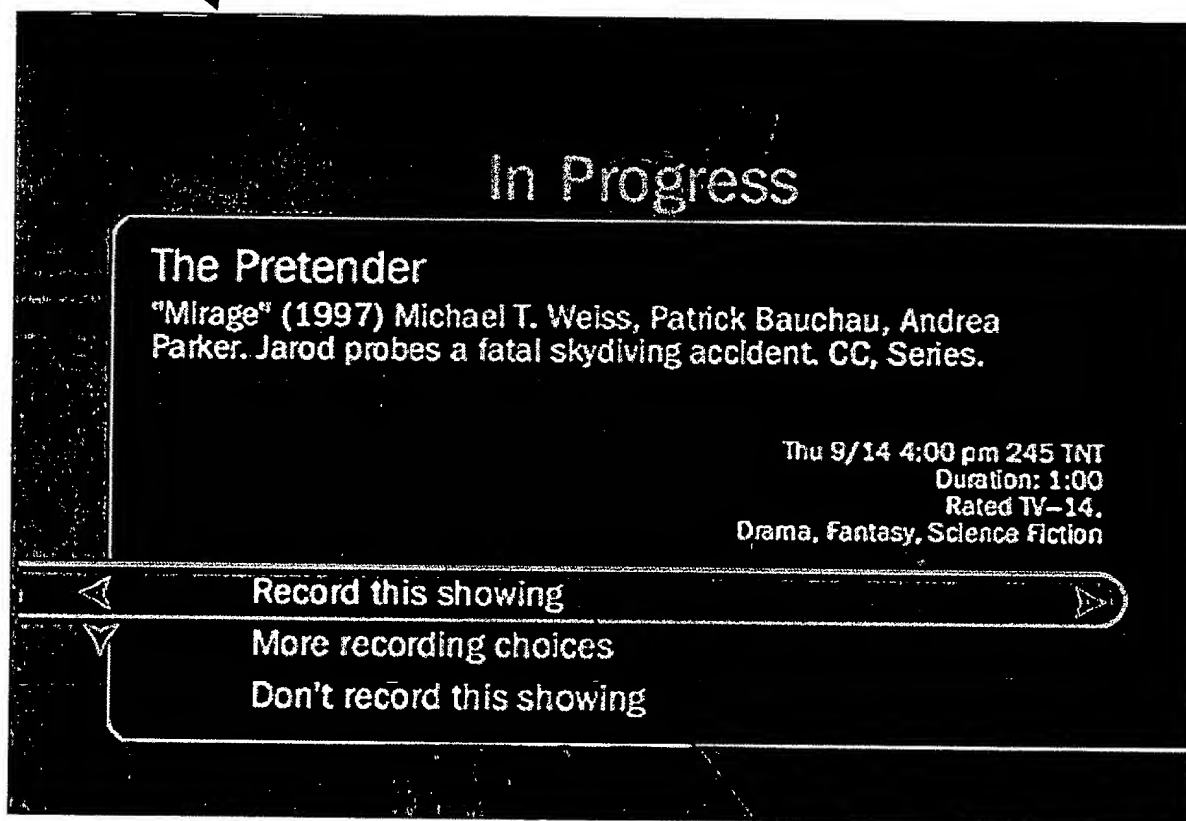 In Progress
The Pretender
"Mirage" (1997) Michael T. Weiss, Patrick Bauchau, Andrea
Parker. Jarod probes a fatal skydiving accident. CC, Series.
Thu 9/14 4:00 pm 245 TNT
Duration: 1:00
Rated TV-14.
Drama, Fantasy, Science Fiction
Record this showing
More recording choices
Don't record this showing